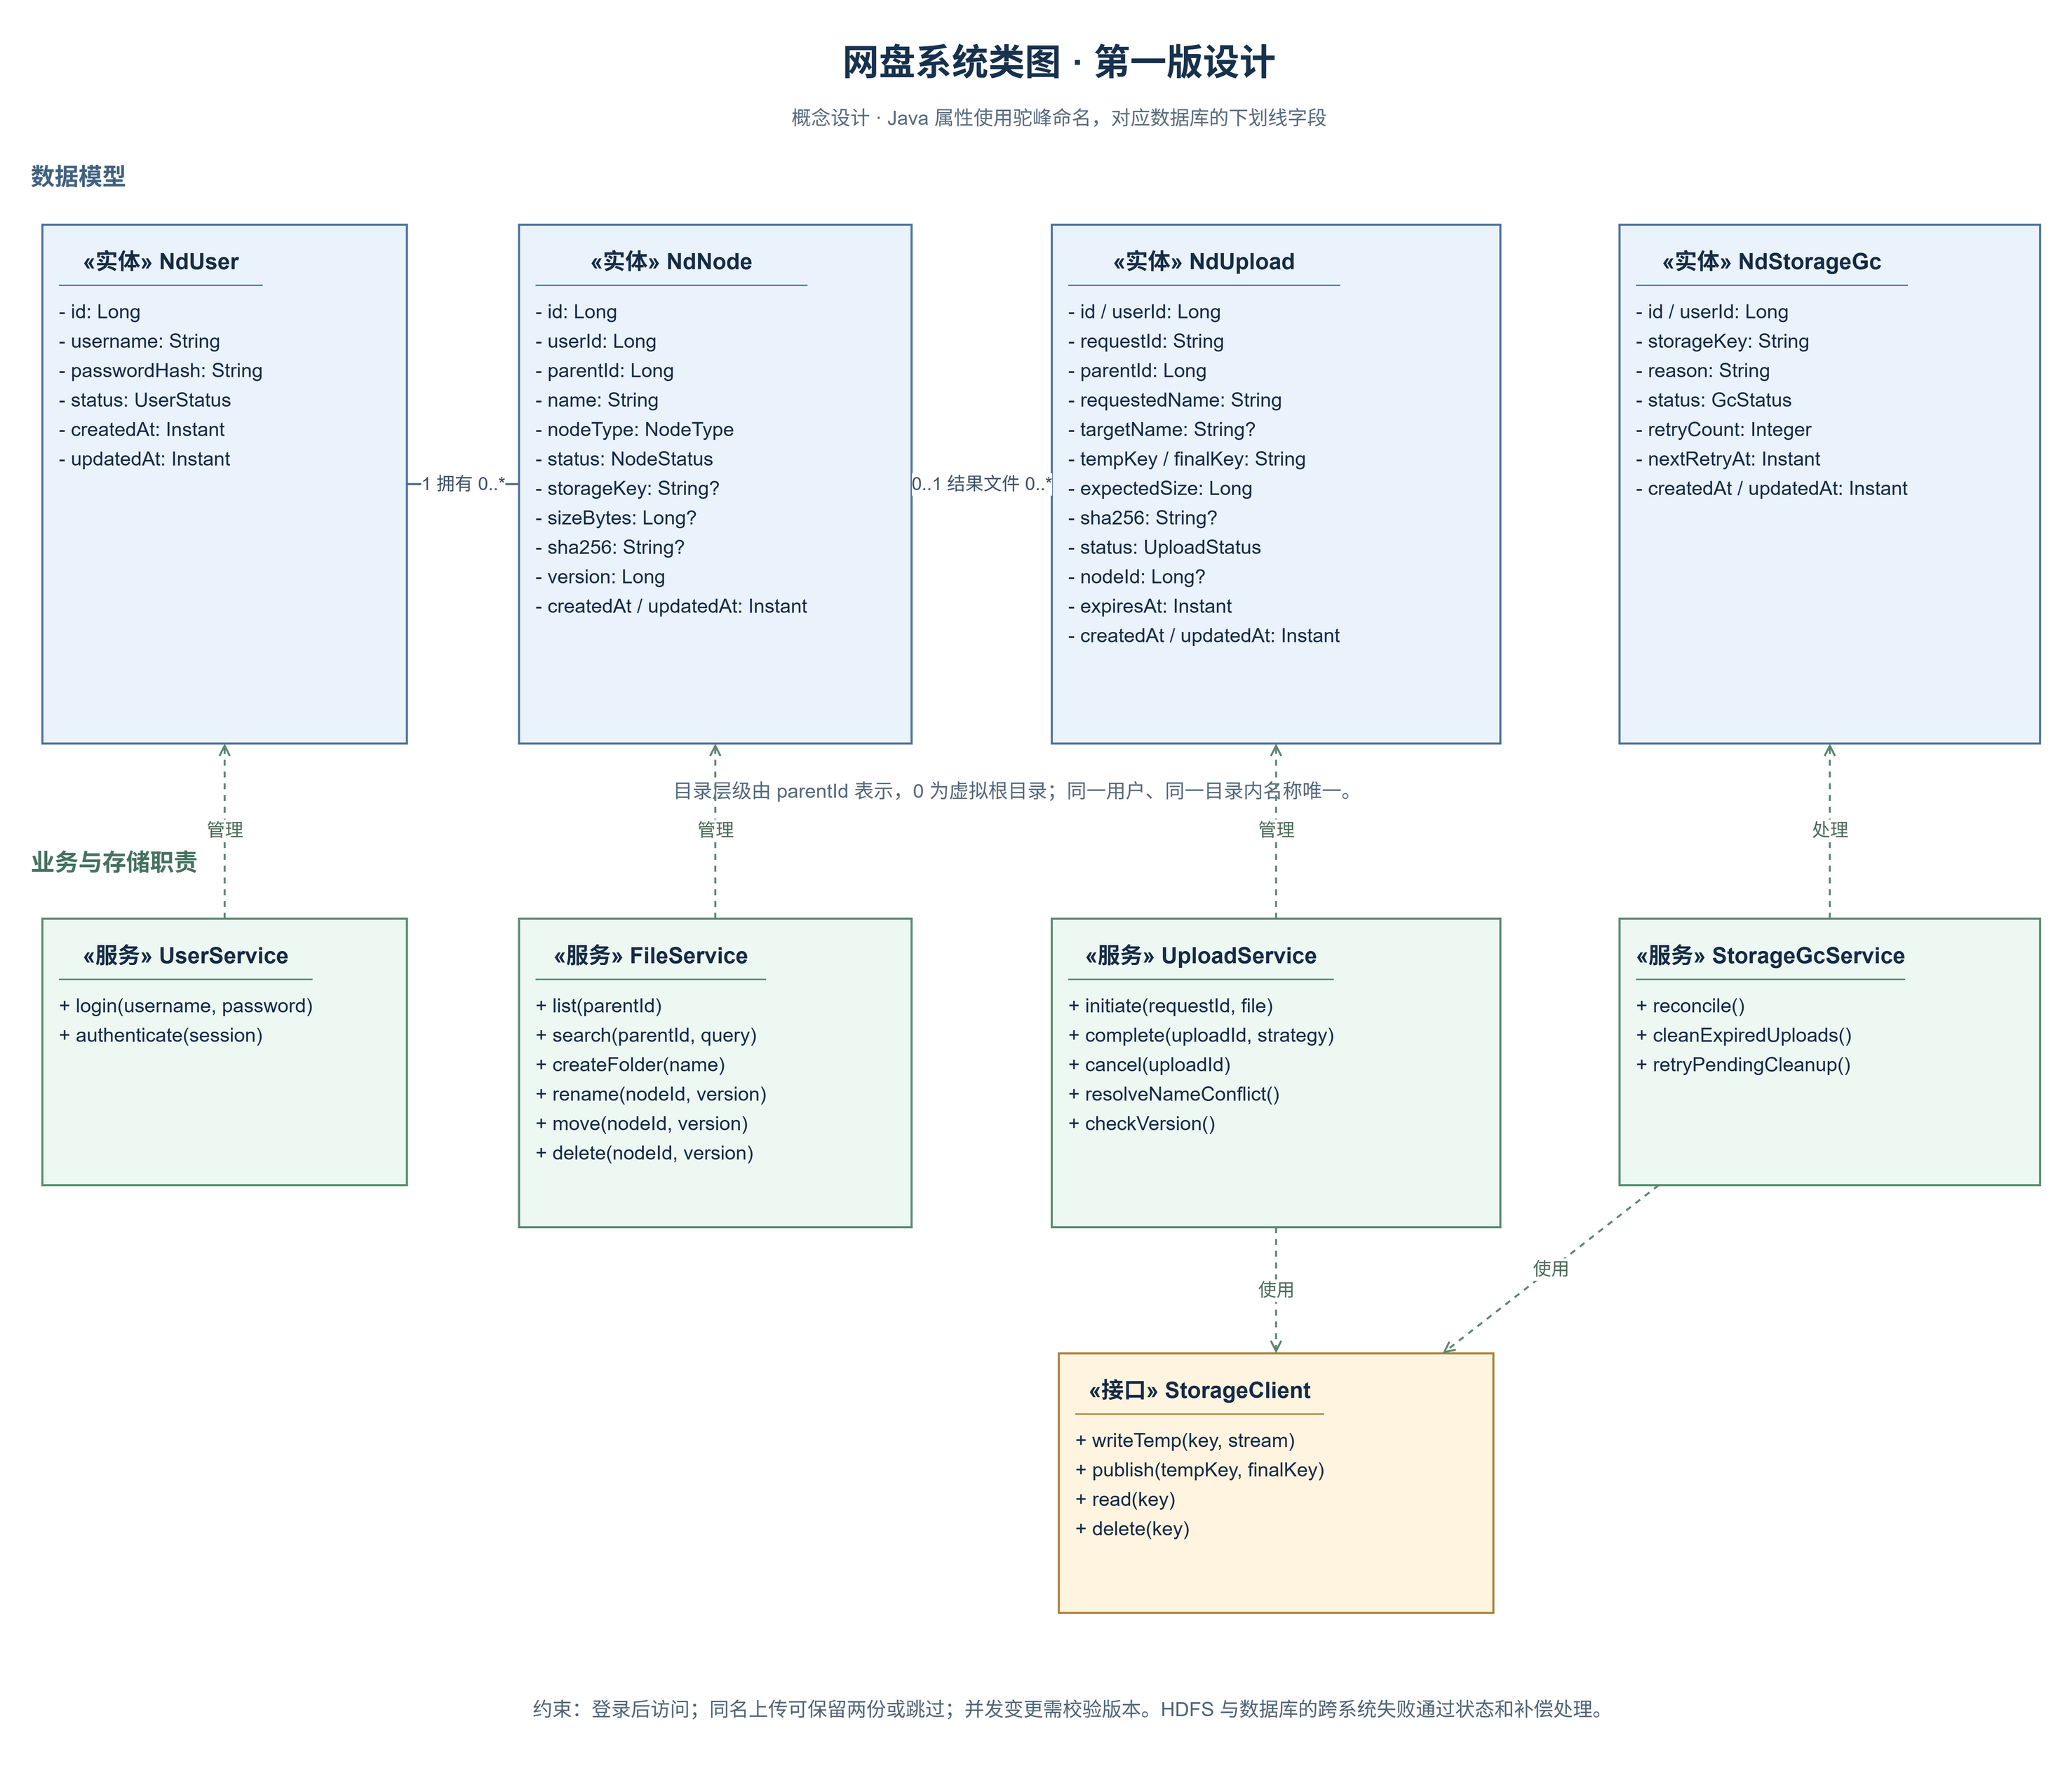 网盘系统类图 · 第一版设计
概念设计 · Java 属性使用驼峰命名，对应数据库的下划线字段
数据模型
«实体» NdUser
- id: Long
- username: String
- passwordHash: String
- status: UserStatus
- createdAt: Instant
- updatedAt: Instant
1 拥有 0..*
«实体» NdNode
- id: Long
- userId: Long
- parentId: Long
- name: String
- nodeType: NodeType
- status: NodeStatus
- storageKey: String?
- sizeBytes: Long?
- sha256: String?
- version: Long
- createdAt / updatedAt: Instant
0..1 结果文件 0..*
«实体» NdUpload
- id / userId: Long
- requestId: String
- parentId: Long
- requestedName: String
- targetName: String?
- tempKey / finalKey: String
- expectedSize: Long
- sha256: String?
- status: UploadStatus
- nodeId: Long?
- expiresAt: Instant
- createdAt / updatedAt: Instant
«实体» NdStorageGc
- id / userId: Long
- storageKey: String
- reason: String
- status: GcStatus
- retryCount: Integer
- nextRetryAt: Instant
- createdAt / updatedAt: Instant
目录层级由 parentId 表示，0 为虚拟根目录；同一用户、同一目录内名称唯一。
管理
管理
管理
处理
业务与存储职责
«服务» UserService
+ login(username, password)
+ authenticate(session)
«服务» FileService
+ list(parentId)
+ search(parentId, query)
+ createFolder(name)
+ rename(nodeId, version)
+ move(nodeId, version)
+ delete(nodeId, version)
«服务» UploadService
+ initiate(requestId, file)
+ complete(uploadId, strategy)
+ cancel(uploadId)
+ resolveNameConflict()
+ checkVersion()
«服务» StorageGcService
+ reconcile()
+ cleanExpiredUploads()
+ retryPendingCleanup()
使用
使用
«接口» StorageClient
+ writeTemp(key, stream)
+ publish(tempKey, finalKey)
+ read(key)
+ delete(key)
约束：登录后访问；同名上传可保留两份或跳过；并发变更需校验版本。HDFS 与数据库的跨系统失败通过状态和补偿处理。